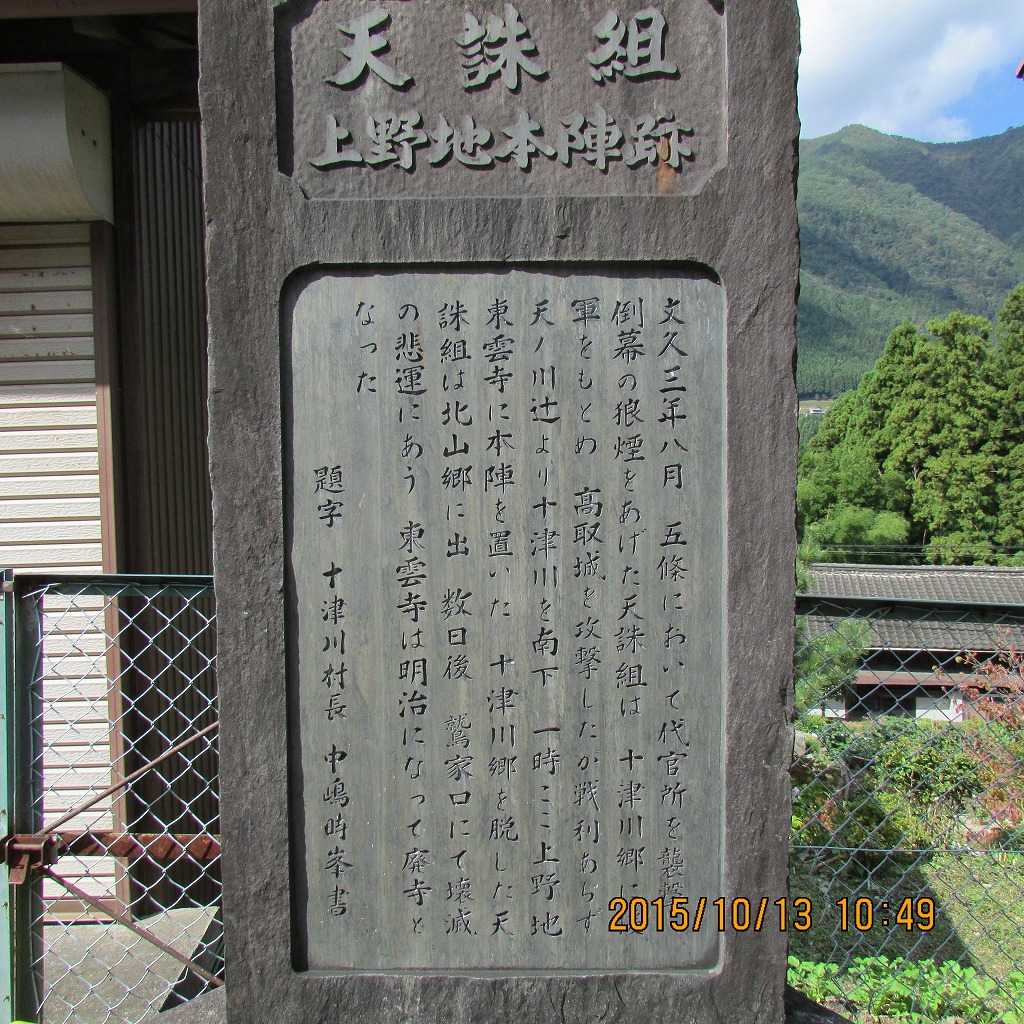 天誅組
上野地本陣跡
文久三年八月　五條において代官所を襲撃
倒幕の狼煙をあげた天誅組は　十津川郷に
軍をもとめ　高取城を攻撃したが戦利あらず
天ノ川辻より十津川を南下　一時ここ上野地
東雲寺に本陣を置いた　十津川郷を脱した天
誅組は北山郷に出　数日後　鷲家口にて壊滅
の悲運にあう　東雲寺は明治になって廃寺と
なった
題字　十津川村長　中嶋時峯書
2015/10/13 10:49